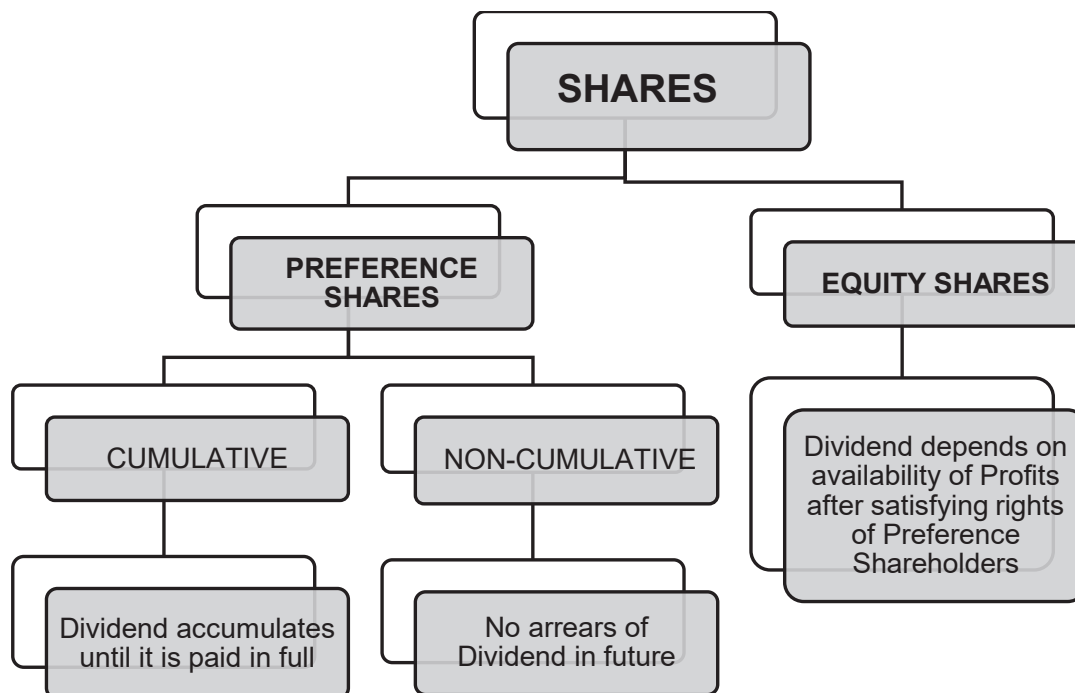 SHARES
PREFERENCE
SHARES
EQUITY SHARES
CUMULATIVE
NON-CUMULATIVE
Dividend depends on
availability of Profits
after satisfying rights
of Preference
Shareholders
Dividend accumulates
until it is paid in full
No arrears of
Dividend in future